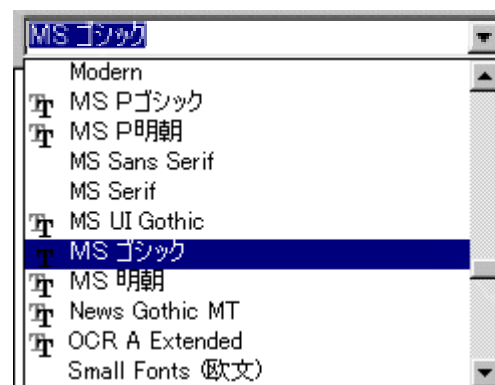 MS ゴシック
Modern
MS Pゴシック
MS P明朝
MS Sans Serif
MS Serif
MS UI Gothic
MS ゴシック
MS 明朝
News Gothic MT
OCR A Extended
Small Fonts (欧文)